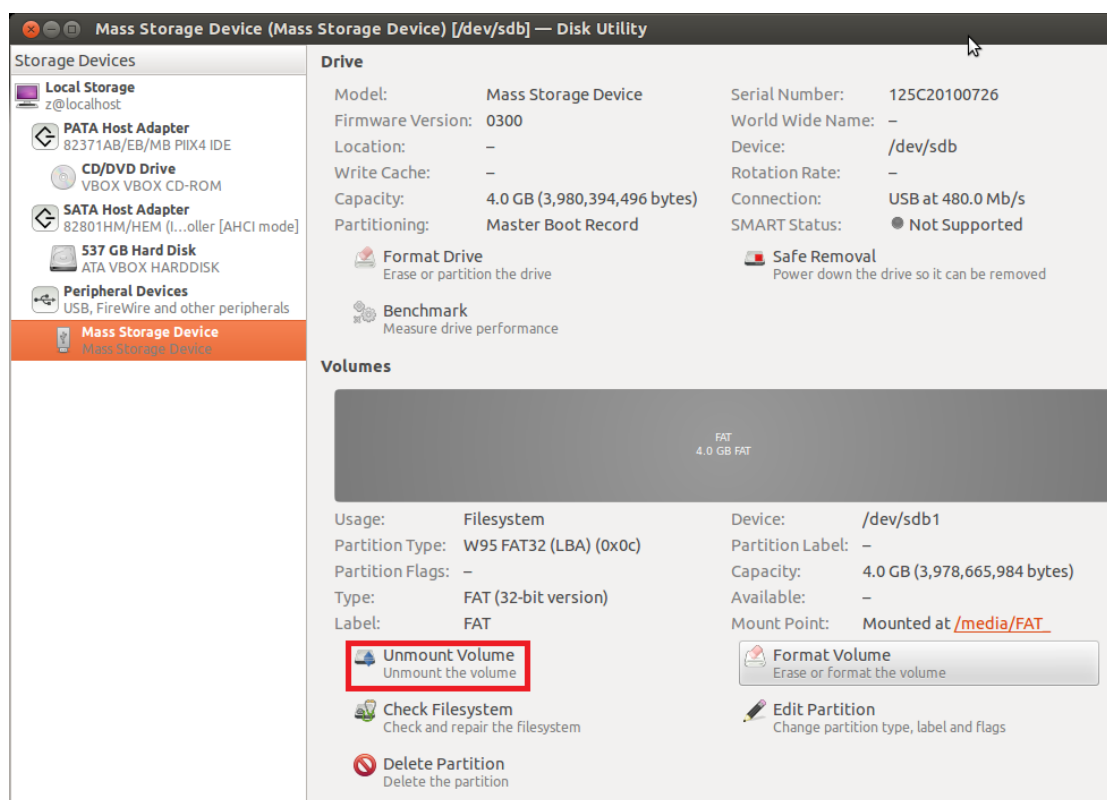 Mass Storage Device (Mass Storage Device) [/dev/sdb] — Disk Utility
Storage Devices
Local Storage
z@localhost
PATA Host Adapter
82371AB/EB/MB PIIX4 IDE
CD/DVD Drive
VBOX VBOX CD-ROM
SATA Host Adapter
82801HM/HEM (I...oller [AHCI mode]
537 GB Hard Disk
ATA VBOX HARDDISK
Peripheral Devices
USB, FireWire and other peripherals
Mass Storage Device
Mass Storage Device
Drive
Model: Mass Storage Device Serial Number: 125C20100726
Firmware Version: 0300 World Wide Name: –
Location: – Device: /dev/sdb
Write Cache: – Rotation Rate: –
Capacity: 4.0 GB (3,980,394,496 bytes) Connection: USB at 480.0 Mb/s
Partitioning: Master Boot Record SMART Status: Not Supported
Format Drive Safe Removal
Erase or partition the drive Power down the drive so it can be removed
Benchmark
Measure drive performance
Volumes
FAT
4.0 GB FAT
Usage: Filesystem Device: /dev/sdb1
Partition Type: W95 FAT32 (LBA) (0x0c) Partition Label: –
Partition Flags: – Capacity: 4.0 GB (3,978,665,984 bytes)
Type: FAT (32-bit version) Available: –
Label: FAT Mount Point: Mounted at /media/FAT_
Unmount Volume Format Volume
Unmount the volume Erase or format the volume
Check Filesystem Edit Partition
Check and repair the filesystem Change partition type, label and flags
Delete Partition
Delete the partition